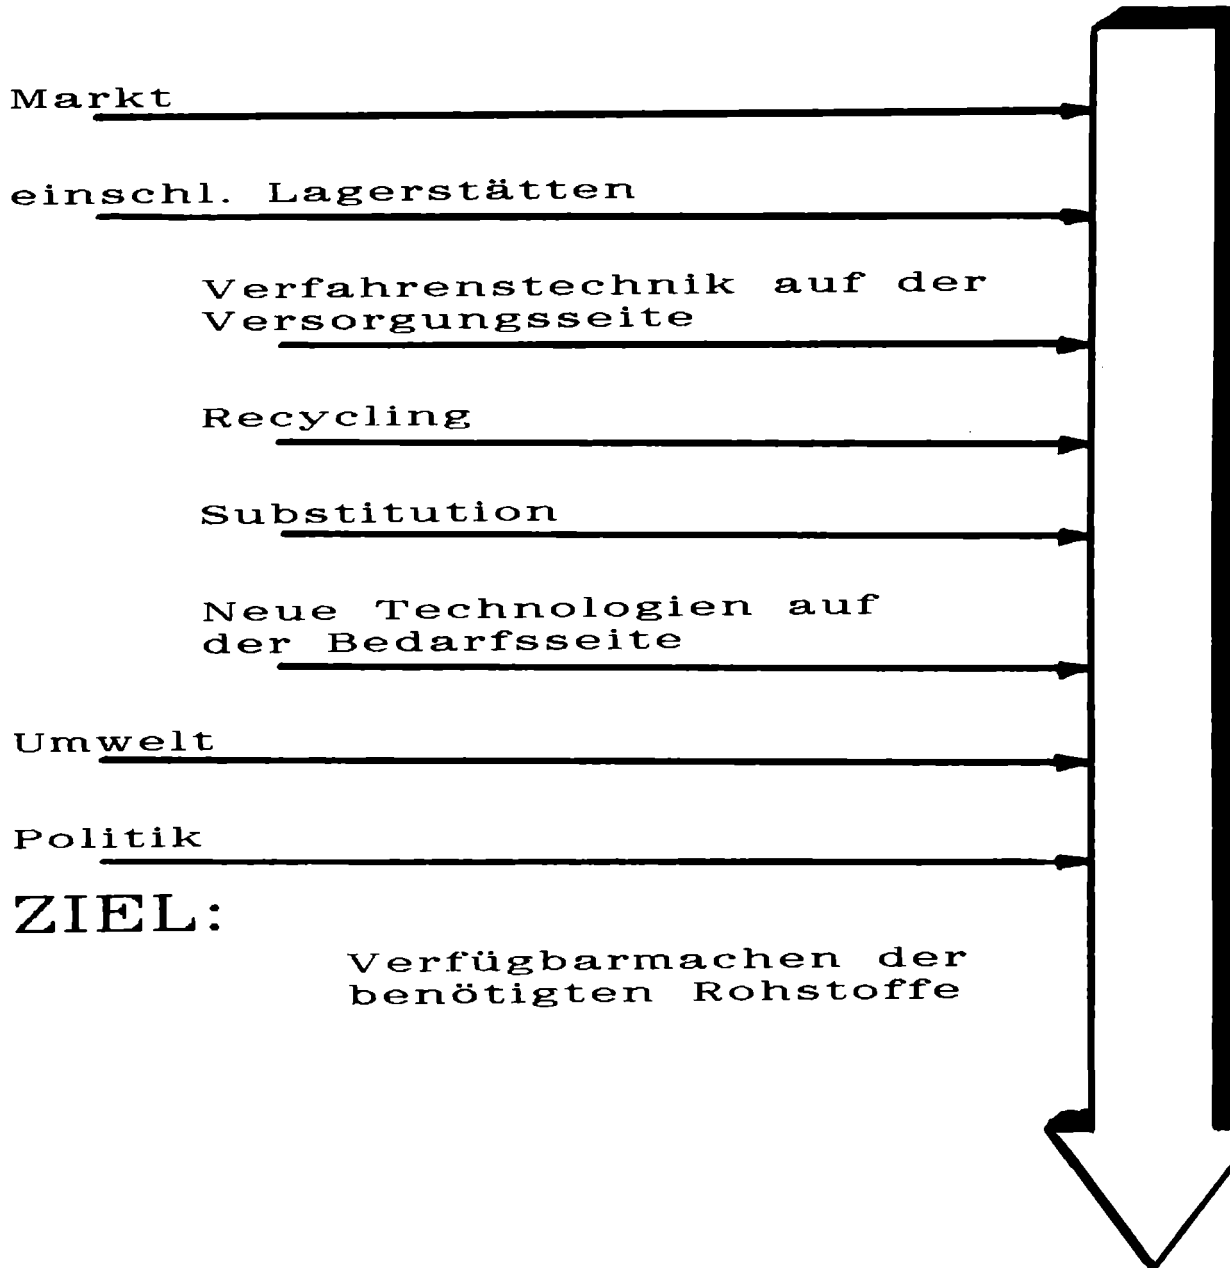 Markt
einschl. Lagerstätten
Verfahrenstechnik auf der
Versorgungsseite
Recycling
Substitution
Neue Technologien auf
der Bedarfsseite
Umwelt
Politik
ZIEL:
Verfügbarmachen der
benötigten Rohstoffe